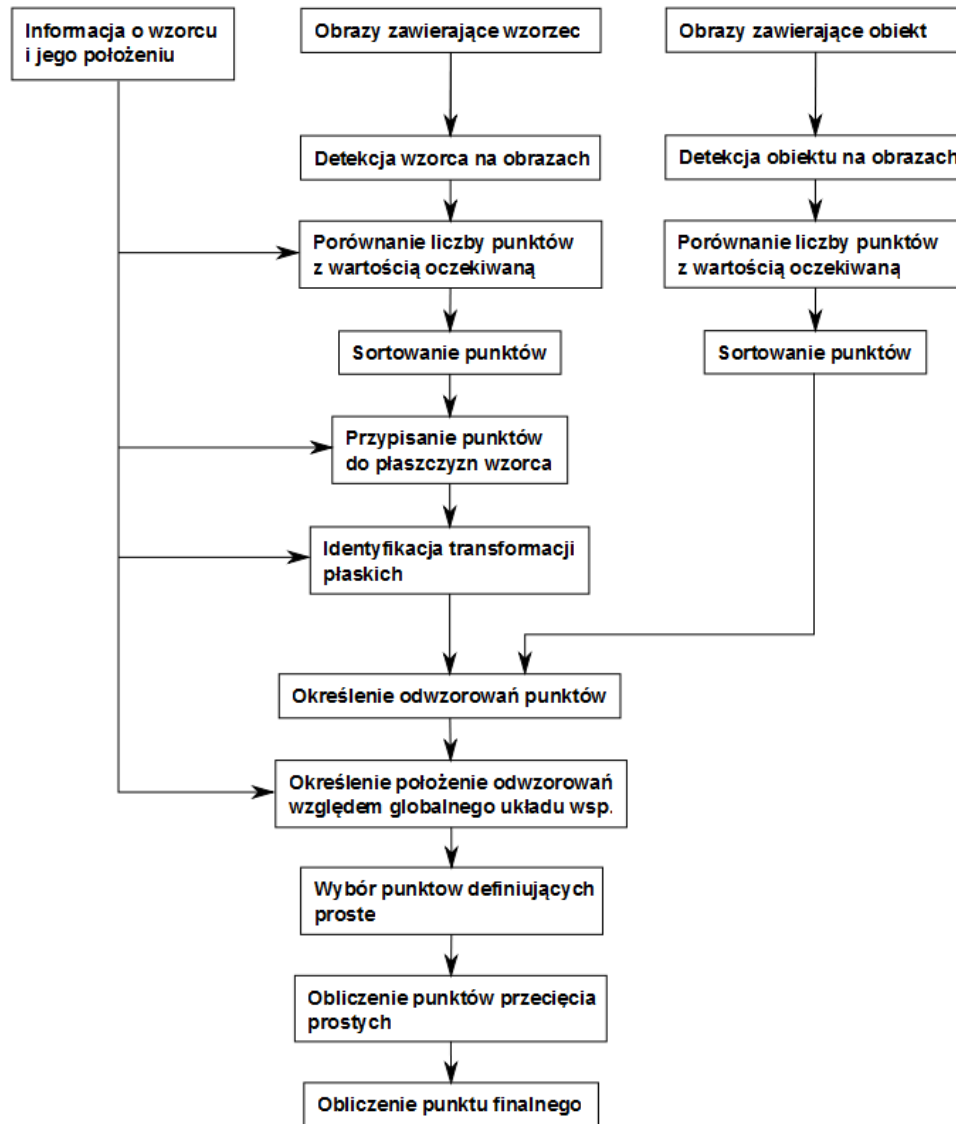 Informacja o wzorcu
i jego położeniu
Obrazy zawierające wzorzec
Obrazy zawierające obiekt
Detekcja wzorca na obrazach
Detekcja obiektu na obrazach
Porównanie liczby punktów
z wartością oczekiwaną
Porównanie liczby punktów
z wartością oczekiwaną
Sortowanie punktów
Sortowanie punktów
Przypisanie punktów
do płaszczyzn wzorca
Identyfikacja transformacji
płaskich
Określenie odwzorowań punktów
Określenie położenie odwzorowań
względem globalnego układu wsp.
Wybór punktow definiujących
proste
Obliczenie punktów przecięcia
prostych
Obliczenie punktu finalnego